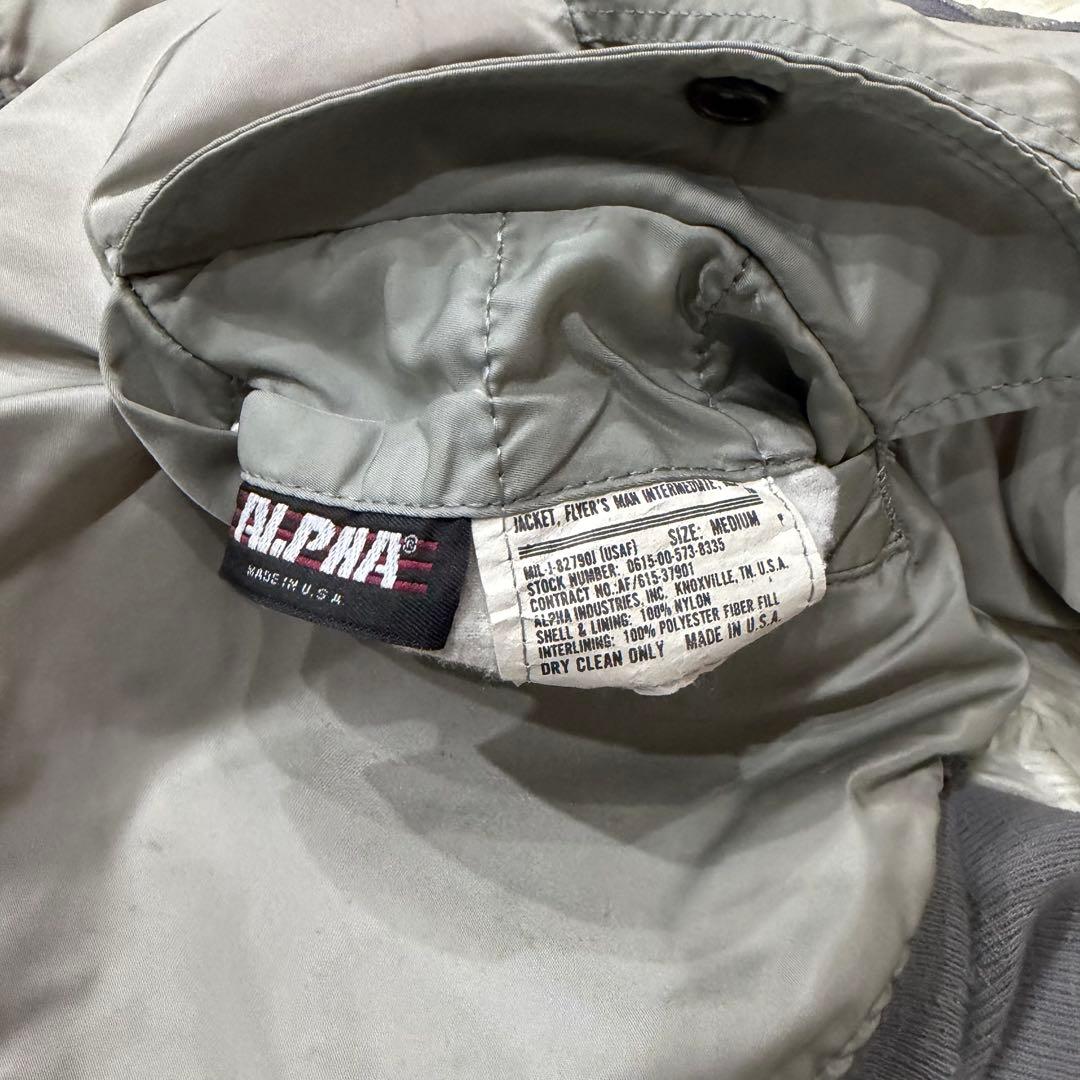 ALPHA®
MADE IN U.S.A.
JACKET, FLYER'S MAN INTERMEDIATE,
SIZE: MEDIUM
MIL-J-82790I (USAF)
STOCK NUMBER: 0615-00-573-8335
CONTRACT NO. AF/615-37901
ALPHA INDUSTRIES, INC. KNOXVILLE, TN. U.S.A.
SHELL & LINING: 100% NYLON
INTERLINING: 100% POLYESTER FIBER FILL
DRY CLEAN ONLY MADE IN U.S.A.